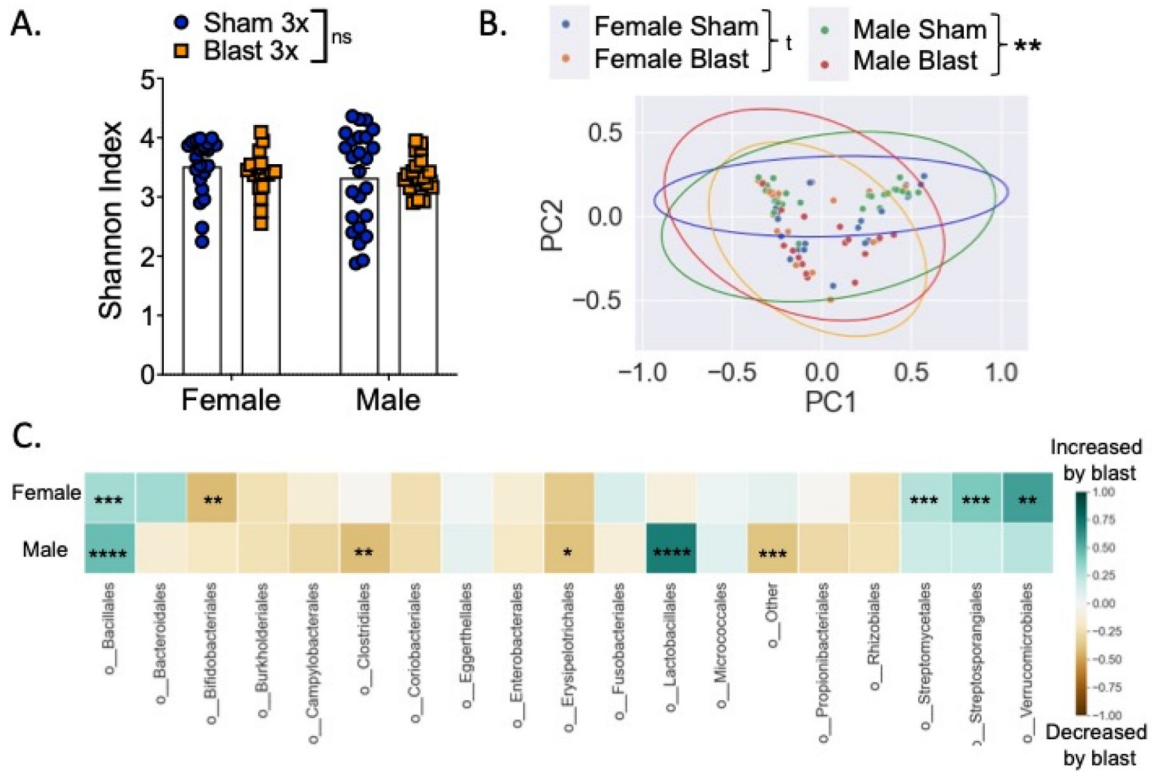 A.
Sham 3x
Blast 3x
ns
Shannon Index
5
4
3
2
1
0
Female
Male
B.
Female Sham
Female Blast
t
Male Sham
Male Blast
**
PC2
0.5
0.0
−0.5
−1.0
−0.5
0.0
0.5
1.0
PC1
C.
Increased
by blast
Female
*** ** *** *** **
Male
**** ** * **** ***
1.00
0.75
0.50
0.25
0.00
−0.25
−0.50
−0.75
−1.00
Decreased
by blast
o__Bacillales
o__Bacteroidales
o__Bifidobacteriales
o__Burkholderiales
o__Campylobacterales
o__Clostridiales
o__Coriobacteriales
o__Eggerthellales
o__Enterobacterales
o__Erysipelotrichales
o__Fusobacteriales
o__Lactobacillales
o__Micrococcales
o__Other
o__Propionibacteriales
o__Rhizobiales
o__Streptomycetales
o__Streptosporangiales
o__Verrucomicrobiales